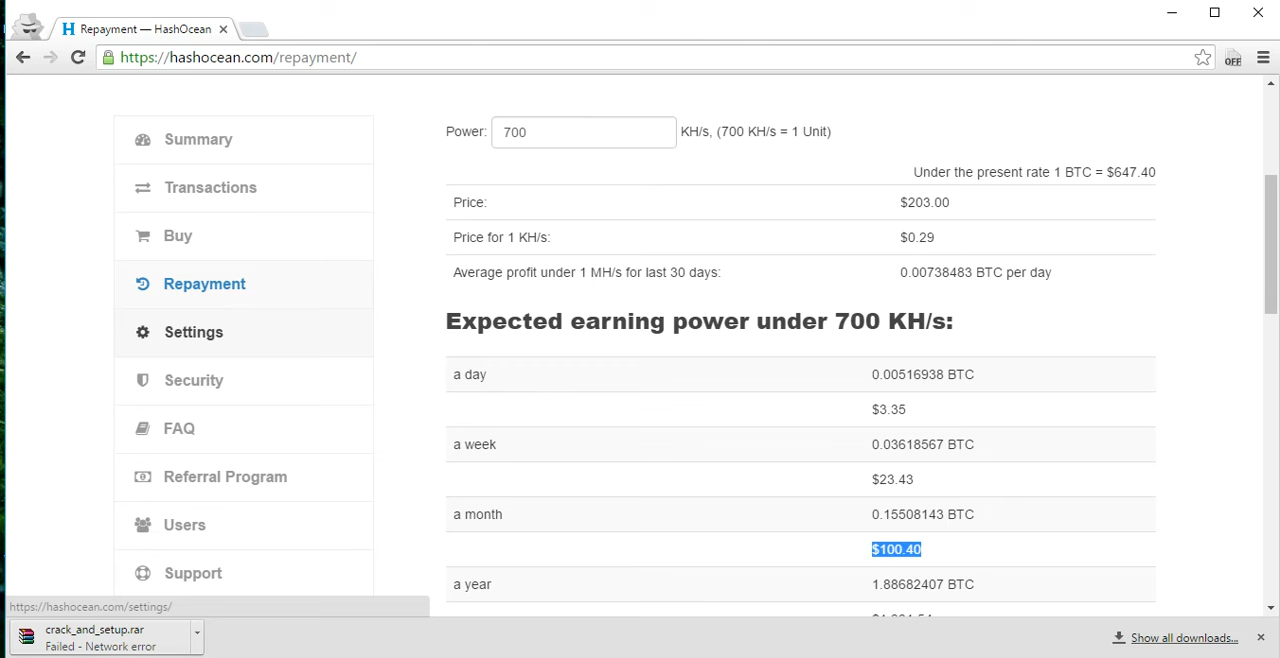 Repayment — HashOcean
https://hashocean.com/repayment/
OFF
Summary
Transactions
Buy
Repayment
Settings
Security
FAQ
Referral Program
Users
Support
Power: 700 KH/s, (700 KH/s = 1 Unit)
Under the present rate 1 BTC = $647.40
Price: $203.00
Price for 1 KH/s: $0.29
Average profit under 1 MH/s for last 30 days: 0.00738483 BTC per day
Expected earning power under 700 KH/s:
a day 0.00516938 BTC
$3.35
a week 0.03618567 BTC
$23.43
a month 0.15508143 BTC
$100.40
a year 1.88682407 BTC
https://hashocean.com/settings/
crack_and_setup.rar
Failed - Network error
Show all downloads...